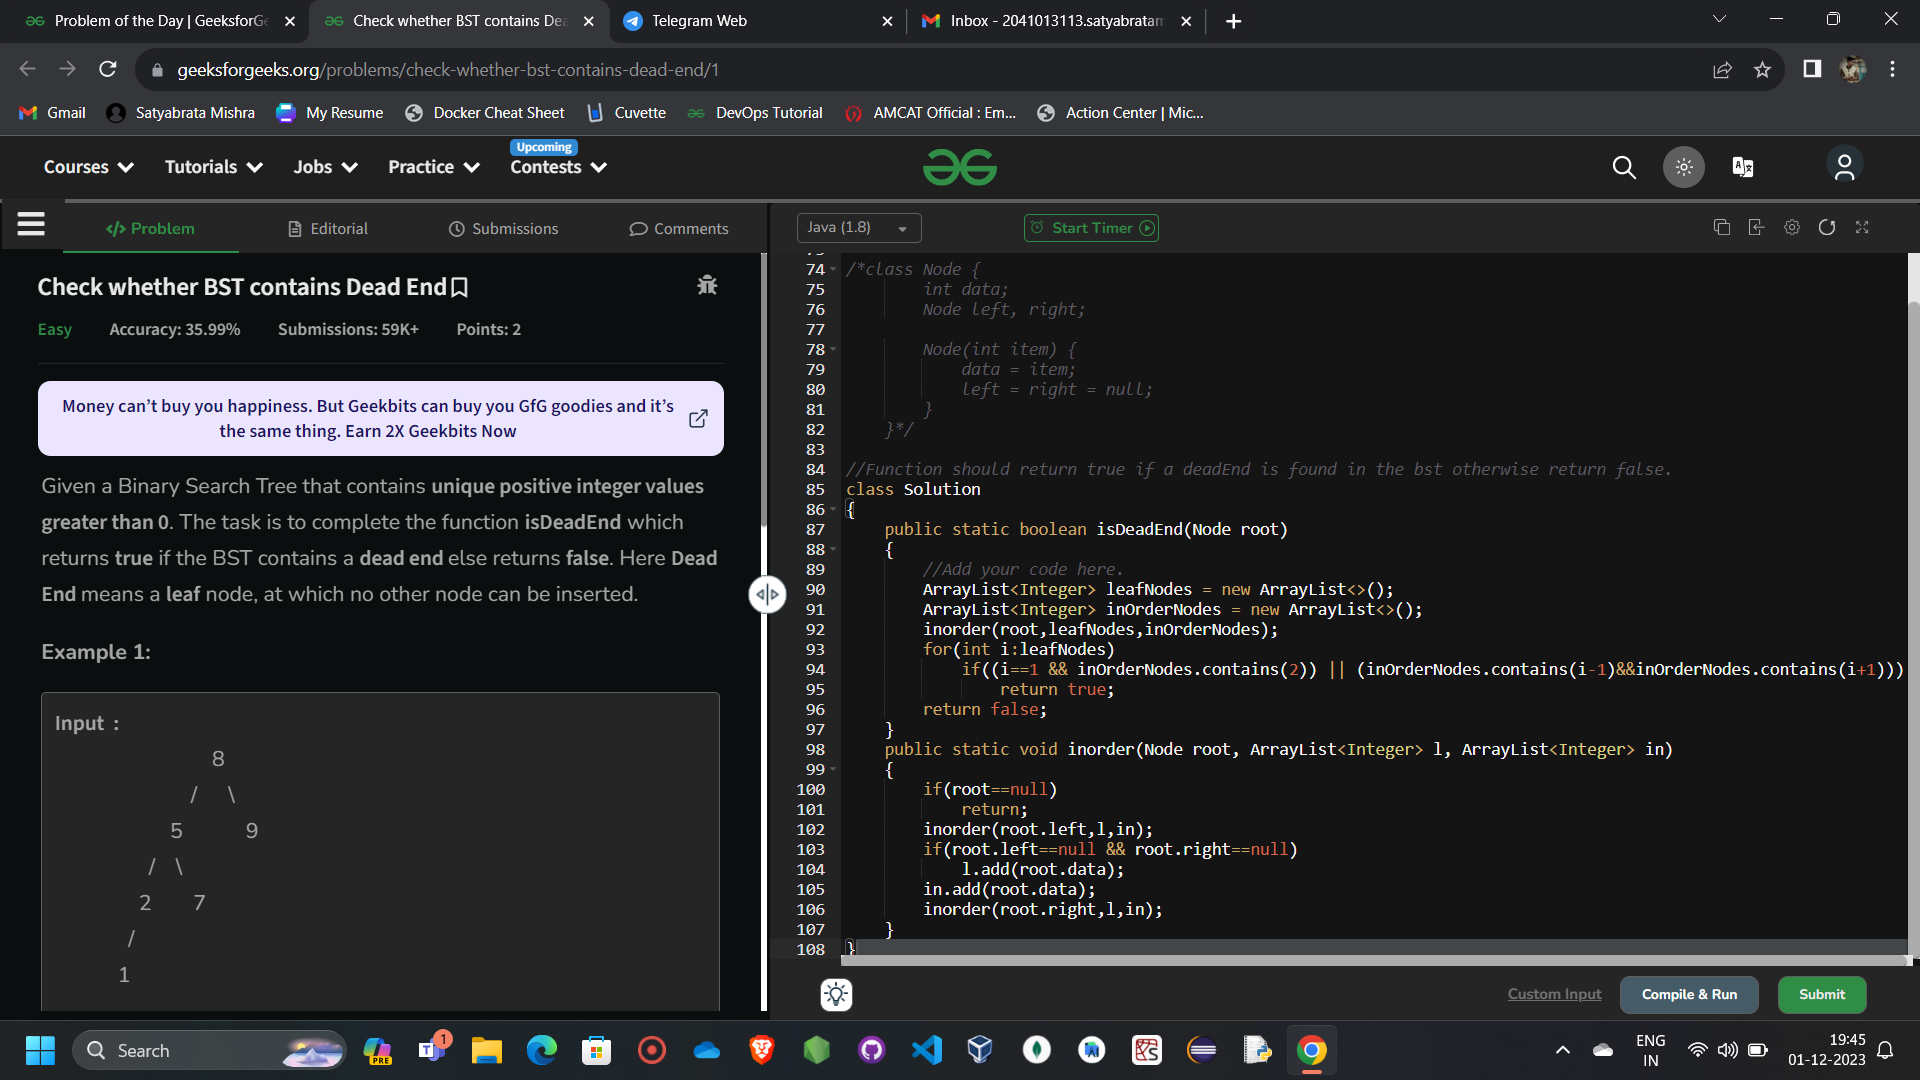 Problem of the Day | GeeksforGe
Check whether BST contains Dea
Telegram Web
Inbox - 2041013113.satyabratam
geeksforgeeks.org/problems/check-whether-bst-contains-dead-end/1
Gmail
Satyabrata Mishra
My Resume
Docker Cheat Sheet
Cuvette
DevOps Tutorial
AMCAT Official : Em...
Action Center | Mic...
Courses
Tutorials
Jobs
Practice
Upcoming
Contests
</> Problem
Editorial
Submissions
Comments
Java (1.8)
Start Timer
Check whether BST contains Dead End
Easy Accuracy: 35.99% Submissions: 59K+ Points: 2
Money can’t buy you happiness. But Geekbits can buy you GfG goodies and it’s
the same thing. Earn 2X Geekbits Now
Given a Binary Search Tree that contains unique positive integer values
greater than 0. The task is to complete the function isDeadEnd which
returns true if the BST contains a dead end else returns false. Here Dead
End means a leaf node, at which no other node can be inserted.
Example 1:
Input :
8
/ \
5 9
/ \
2 7
/
1
74 /*class Node {
75 int data;
76 Node left, right;
77
78 Node(int item) {
79 data = item;
80 left = right = null;
81 }
82 }*/
83
84 //Function should return true if a deadEnd is found in the bst otherwise return false.
85 class Solution
86 {
87 public static boolean isDeadEnd(Node root)
88 {
89 //Add your code here.
90 ArrayList<Integer> leafNodes = new ArrayList<>();
91 ArrayList<Integer> inOrderNodes = new ArrayList<>();
92 inorder(root,leafNodes,inOrderNodes);
93 for(int i:leafNodes)
94 if((i==1 && inOrderNodes.contains(2)) || (inOrderNodes.contains(i-1)&&inOrderNodes.contains(i+1)))
95 return true;
96 return false;
97 }
98 public static void inorder(Node root, ArrayList<Integer> l, ArrayList<Integer> in)
99 {
100 if(root==null)
101 return;
102 inorder(root.left,l,in);
103 if(root.left==null && root.right==null)
104 l.add(root.data);
105 in.add(root.data);
106 inorder(root.right,l,in);
107 }
108 }
Custom Input
Compile & Run
Submit
Search
PRE
1
ENG
IN
19:45
01-12-2023